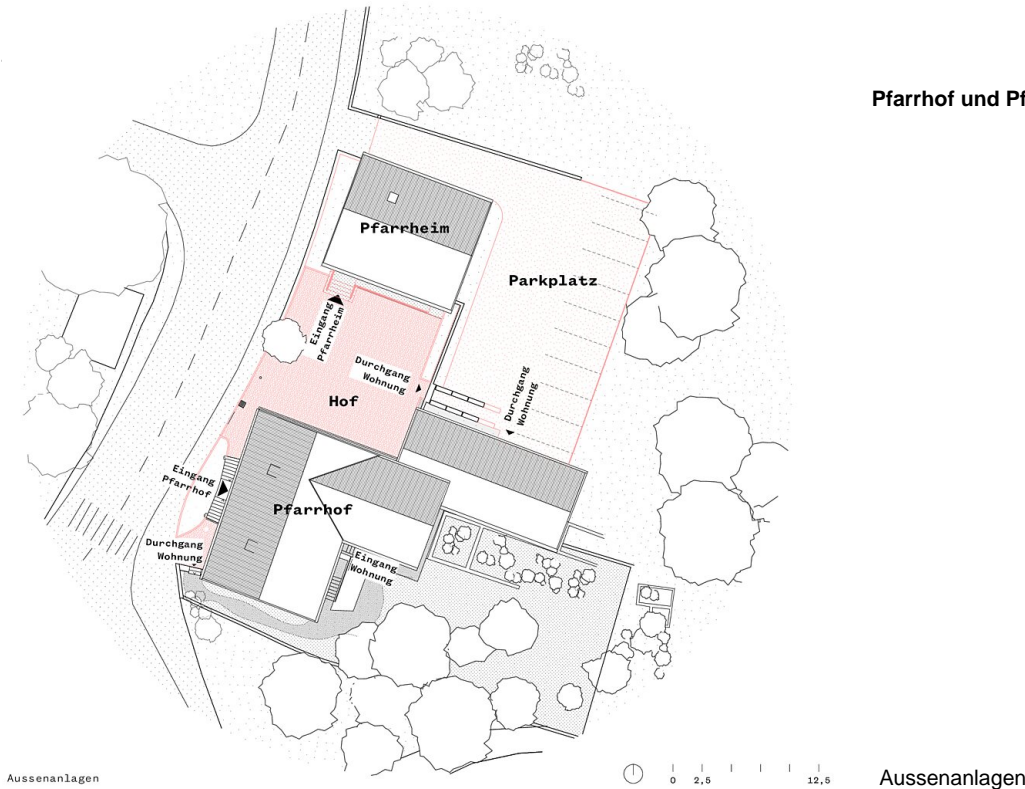 Pfarrhof und Pf
Pfarrheim
Parkplatz
Eingang
Pfarrheim
Durchgang
Wohnung
Durchgang
Wohnung
Hof
Eingang
Pfarrhof
Pfarrhof
Durchgang
Wohnung
Eingang
Wohnung
Aussenanlagen
0 2,5 12,5
Aussenanlagen